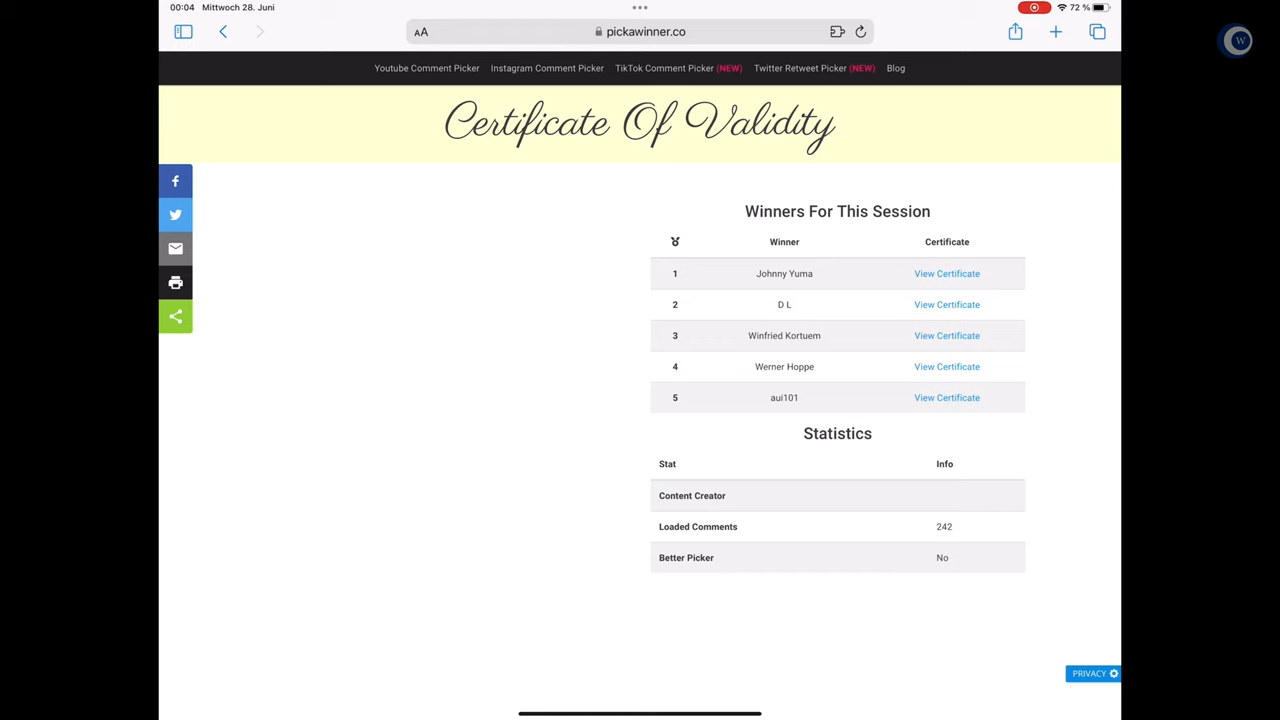 00:04 Mittwoch 28. Juni
72 %
AA pickawinner.co
Youtube Comment Picker Instagram Comment Picker TikTok Comment Picker (NEW) Twitter Retweet Picker (NEW) Blog
Certificate Of Validity
Winners For This Session
Winner Certificate
1 Johnny Yuma View Certificate
2 D L View Certificate
3 Winfried Kortuem View Certificate
4 Werner Hoppe View Certificate
5 aui101 View Certificate
Statistics
Stat Info
Content Creator
Loaded Comments 242
Better Picker No
PRIVACY
W